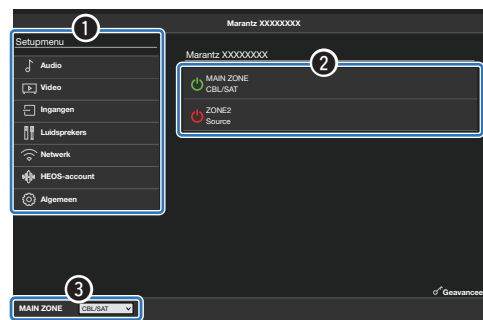 Marantz XXXXXXXX
1
Setupmenu
Audio
Video
Ingangen
Luidsprekers
Netwerk
HEOS-account
Algemeen
Marantz XXXXXXXX
2
MAIN ZONE
CBL/SAT
ZONE2
Source
3
Geavancee
MAIN ZONE CBL/SAT